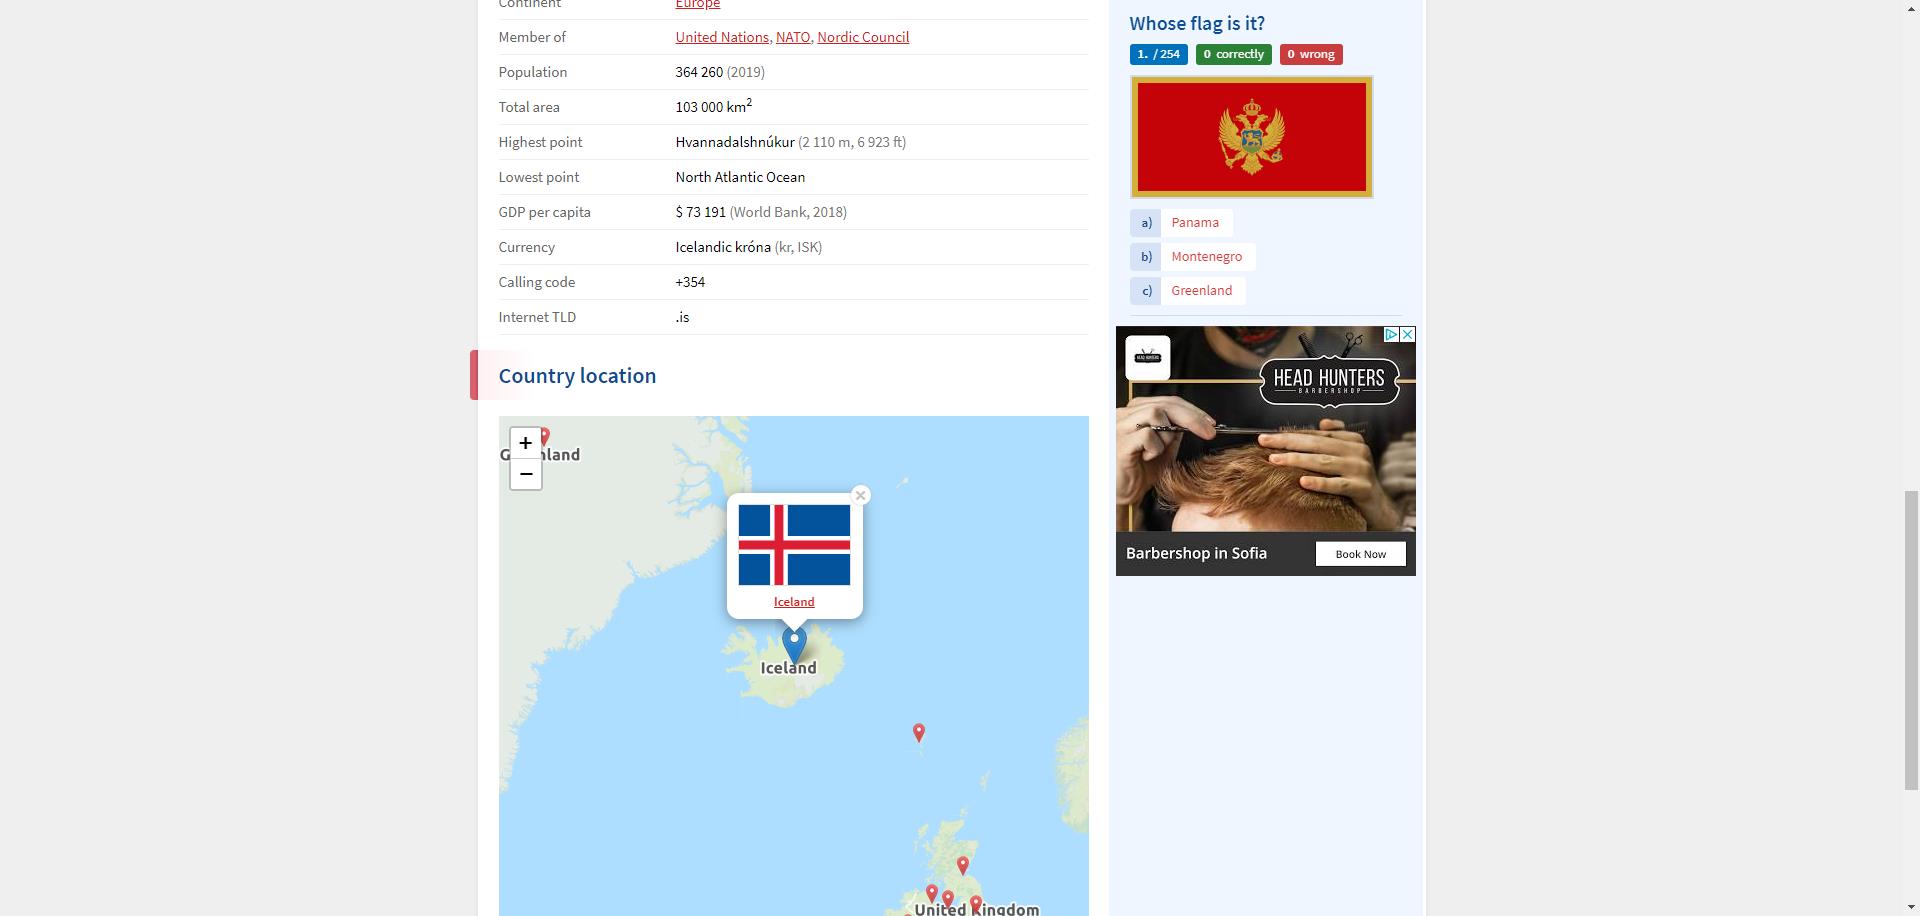 Continent Europe
Member of United Nations, NATO, Nordic Council
Population 364 260 (2019)
Total area 103 000 km2
Highest point Hvannadalshnúkur (2 110 m, 6 923 ft)
Lowest point North Atlantic Ocean
GDP per capita $ 73 191 (World Bank, 2018)
Currency Icelandic króna (kr, ISK)
Calling code +354
Internet TLD .is
Country location
+
−
Iceland
Iceland
United Kingdom
Whose flag is it?
1. / 254 0 correctly 0 wrong
a) Panama
b) Montenegro
c) Greenland
HEAD HUNTERS
HEAD HUNTERS
BARBERSHOP
Barbershop in Sofia
Book Now